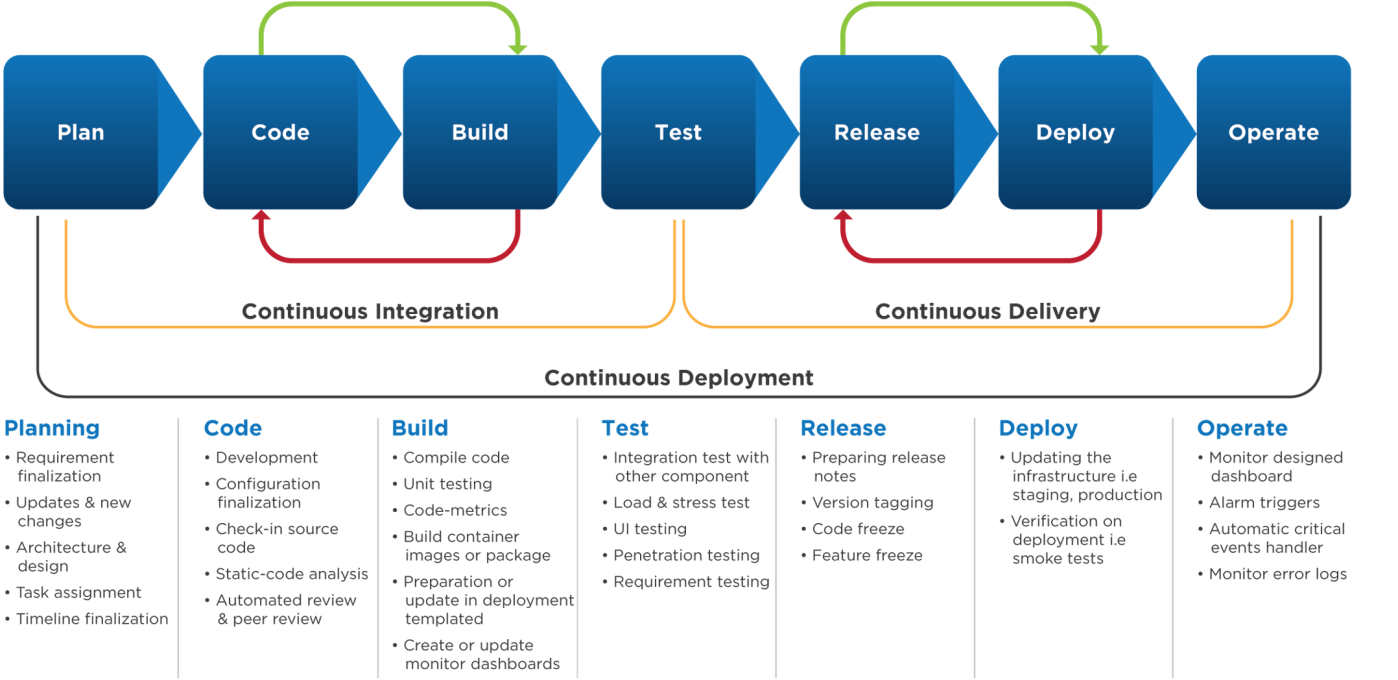 Plan
Code
Build
Test
Release
Deploy
Operate
Continuous Integration
Continuous Delivery
Continuous Deployment
Planning
• Requirement
finalization
• Updates & new
changes
• Architecture &
design
• Task assignment
• Timeline finalization
Code
• Development
• Configuration
finalization
• Check-in source
code
• Static-code analysis
• Automated review
& peer review
Build
• Compile code
• Unit testing
• Code-metrics
• Build container
images or package
• Preparation or
update in deployment
templated
• Create or update
monitor dashboards
Test
• Integration test with
other component
• Load & stress test
• UI testing
• Penetration testing
• Requirement testing
Release
• Preparing release
notes
• Version tagging
• Code freeze
• Feature freeze
Deploy
• Updating the
infrastructure i.e
staging, production
• Verification on
deployment i.e
smoke tests
Operate
• Monitor designed
dashboard
• Alarm triggers
• Automatic critical
events handler
• Monitor error logs